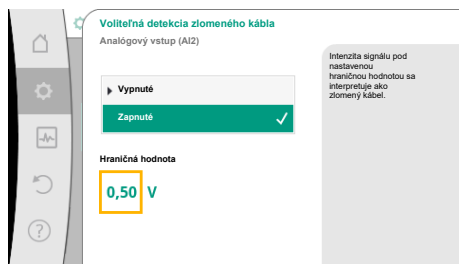 Voliteľná detekcia zlomeného kábla
Analógový vstup (AI2)
Vypnuté
Zapnuté
Hraničná hodnota
0,50 V
Intenzita signálu pod
nastavenou
hraničnou hodnotou sa
interpretuje ako
zlomený kábel.
?